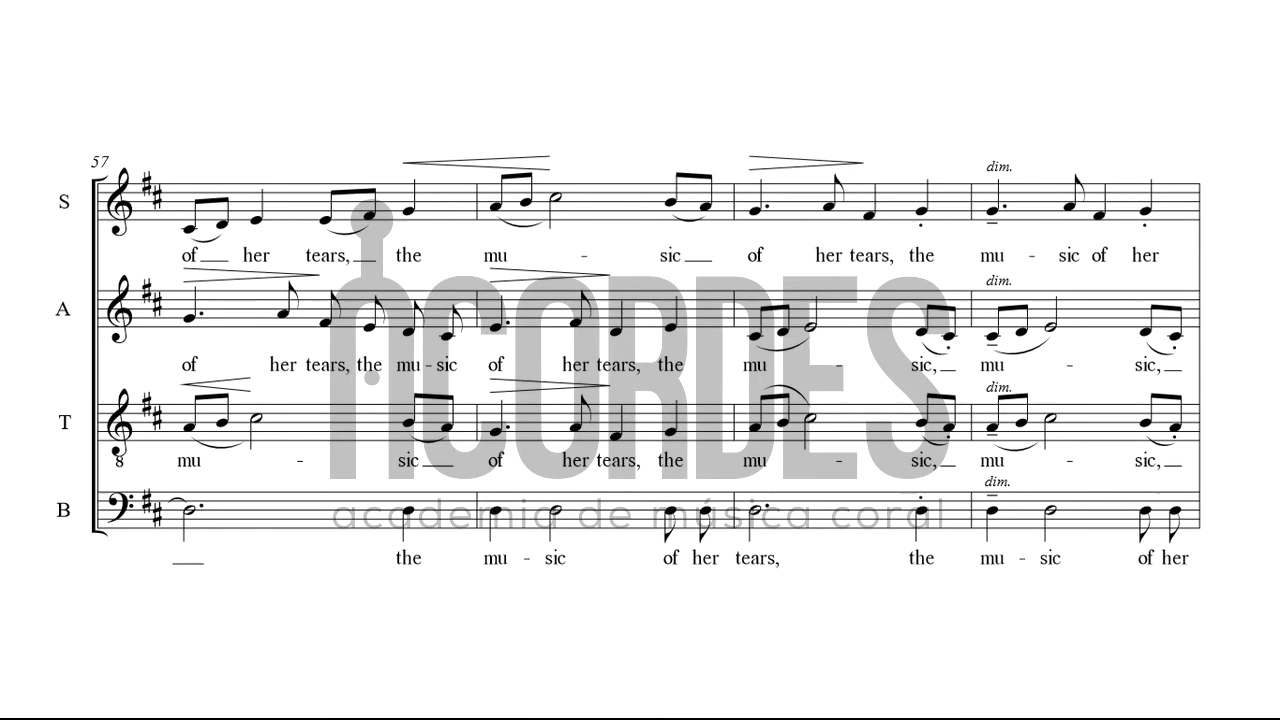 57
S
of her tears, the mu - sic of her tears, the mu - sic of her
dim.
A
of her tears, the mu - sic of her tears, the mu - sic, mu - sic,
dim.
T
8
mu - sic of her tears, the mu - sic, mu - sic,
dim.
B
the mu - sic of her tears, the mu - sic of her
dim.
ACORDES
academia de música coral